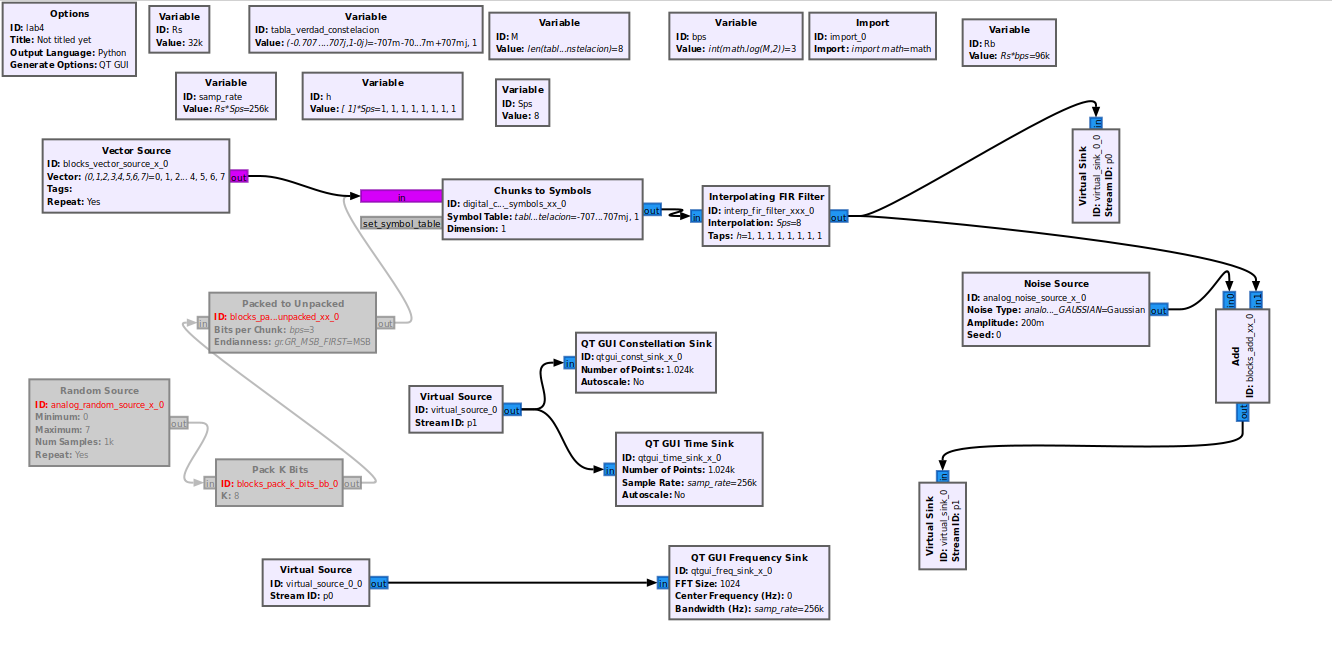 Options
ID: lab4
Title: Not titled yet
Output Language: Python
Generate Options: QT GUI
Variable
ID: Rs
Value: 32k
Variable
ID: tabla_verdad_constelacion
Value: (-0.707 ....707j,1-0j)=-707m-70...7m+707mj, 1
Variable
ID: M
Value: len(tabl...nstelacion)=8
Variable
ID: bps
Value: int(math.log(M,2))=3
Import
ID: import_0
Import: import math=math
Variable
ID: Rb
Value: Rs*bps=96k
Variable
ID: samp_rate
Value: Rs*Sps=256k
Variable
ID: h
Value: [ 1]*Sps=1, 1, 1, 1, 1, 1, 1, 1
Variable
ID: Sps
Value: 8
Vector Source
ID: blocks_vector_source_x_0
Vector: (0,1,2,3,4,5,6,7)=0, 1, 2... 4, 5, 6, 7
Tags:
Repeat: Yes
out
in
set_symbol_table
Chunks to Symbols
ID: digital_c..._symbols_xx_0
Symbol Table: tabl...telacion=-707...707mj, 1
Dimension: 1
out
in
Interpolating FIR Filter
ID: interp_fir_filter_xxx_0
Interpolation: Sps=8
Taps: h=1, 1, 1, 1, 1, 1, 1, 1
out
in
Virtual Sink
ID: virtual_sink_0_0
Stream ID: p0
Noise Source
ID: analog_noise_source_x_0
Noise Type: analo..._GAUSSIAN=Gaussian
Amplitude: 200m
Seed: 0
out
in0
in1
Add
ID: blocks_add_xx_0
out
in
Packed to Unpacked
ID: blocks_pa...unpacked_xx_0
Bits per Chunk: bps=3
Endianness: gr.GR_MSB_FIRST=MSB
out
Random Source
ID: analog_random_source_x_0
Minimum: 0
Maximum: 7
Num Samples: 1k
Repeat: Yes
out
in
Pack K Bits
ID: blocks_pack_k_bits_bb_0
K: 8
out
Virtual Source
ID: virtual_source_0
Stream ID: p1
out
in
QT GUI Constellation Sink
ID: qtgui_const_sink_x_0
Number of Points: 1.024k
Autoscale: No
in
QT GUI Time Sink
ID: qtgui_time_sink_x_0
Number of Points: 1.024k
Sample Rate: samp_rate=256k
Autoscale: No
in
Virtual Sink
ID: virtual_sink_0
Stream ID: p1
Virtual Source
ID: virtual_source_0_0
Stream ID: p0
out
in
QT GUI Frequency Sink
ID: qtgui_freq_sink_x_0
FFT Size: 1024
Center Frequency (Hz): 0
Bandwidth (Hz): samp_rate=256k